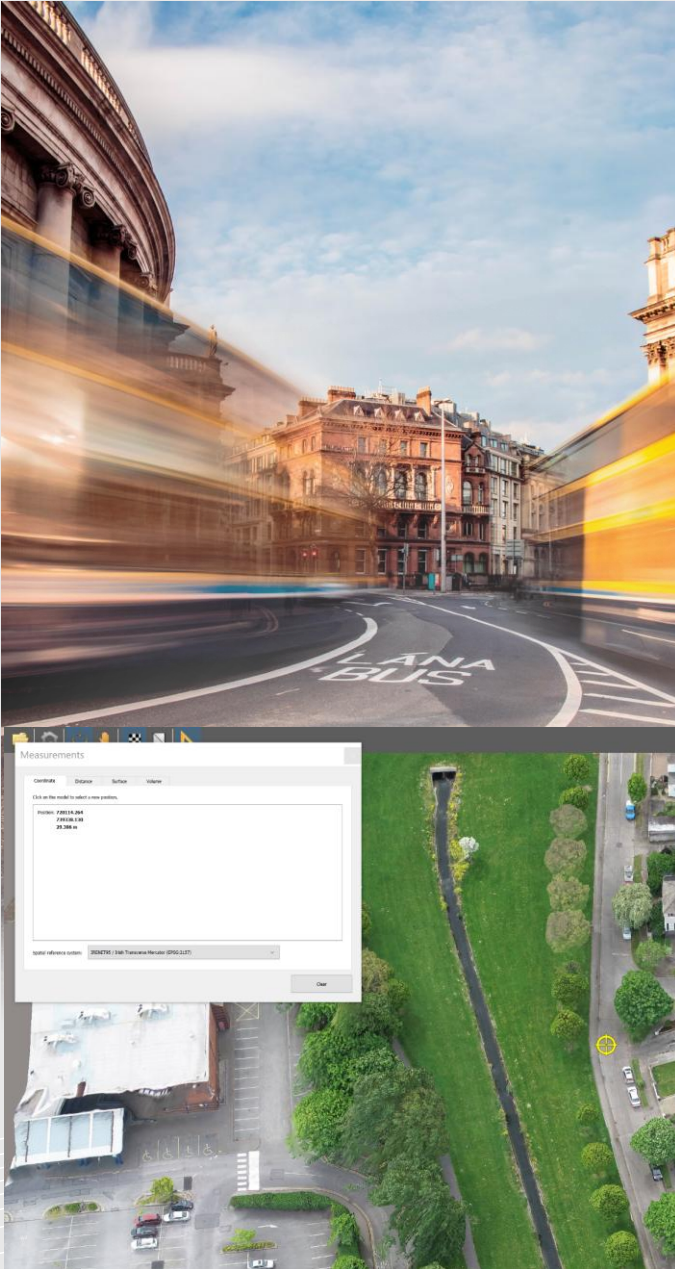 LÁNA
BUS
Measurements
Coordinate Distance Surface Volume
Click on the model to select a new position.
Position:
m
Spatial reference system: IRENET95 / Irish Transverse Mercator (EPSG:2157)
Clear